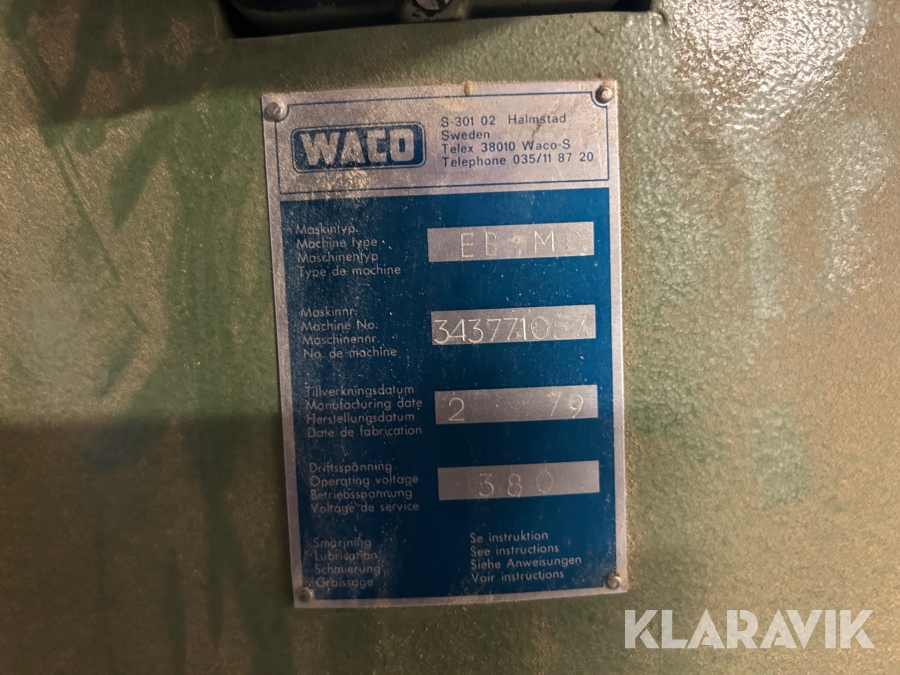 WACO
S-301 02 Halmstad
Sweden
Telex 38010 Waco-S
Telephone 035/11 87 20
Maskintyp
Machine type
Maschinentyp
Type de machine
Maskinnr.
Machine No.
Maschinennr.
No. de machine
Tillverkningsdatum
Manufacturing date
Herstellungsdatum
Date de fabrication
2 79
Driftsspänning
Operating voltage
Betriebsspannung
Voltage de service
380
Smörjning
Lubrication
Schmierung
Graissage
Se instruktion
See instructions
Siehe Anweisungen
Voir instructions
KLARAVIK